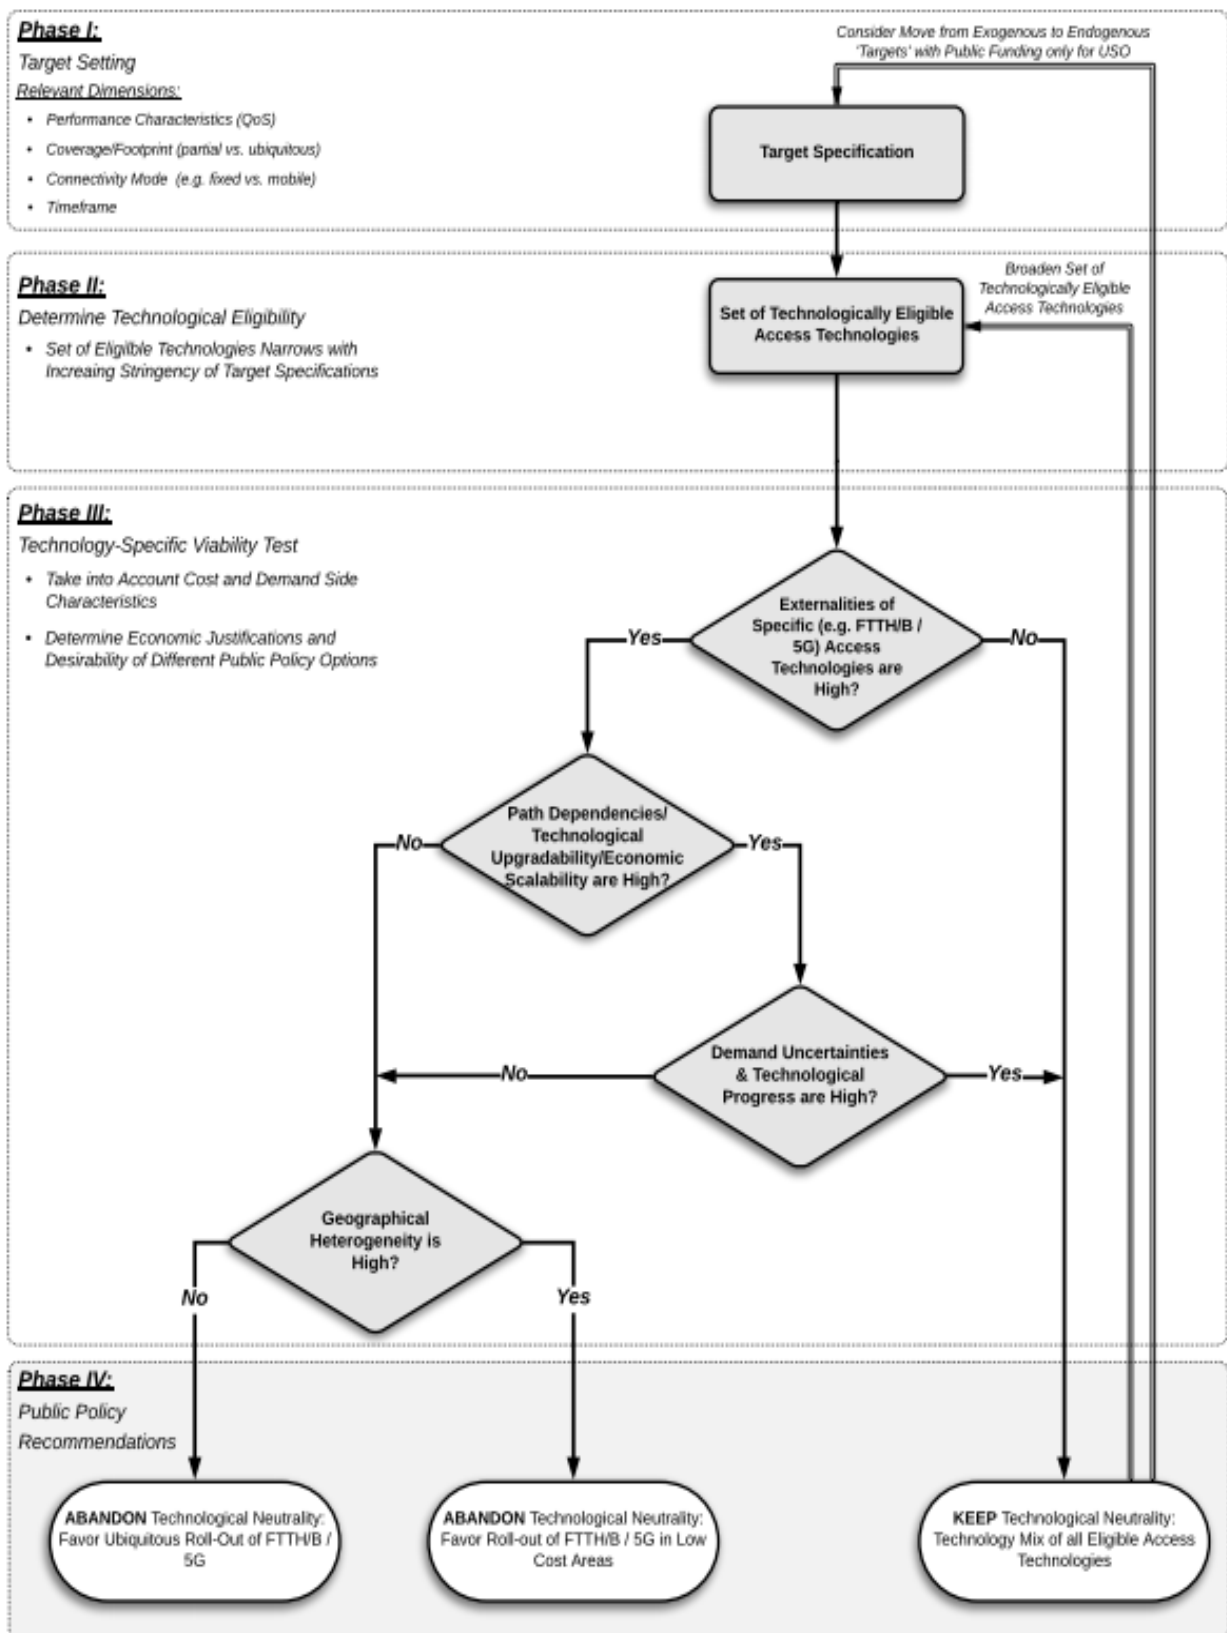 Phase I:
Target Setting
Relevant Dimensions:
• Performance Characteristics (QoS)
• Coverage/Footprint (partial vs. ubiquitous)
• Connectivity Mode (e.g. fixed vs. mobile)
• Timeframe
Consider Move from Exogenous to Endogenous
'Targets' with Public Funding only for USO
Target Specification
Phase II:
Determine Technological Eligibility
• Set of Eligilble Technologies Narrows with
Increaing Stringency of Target Specifications
Set of Technologically Eligible
Access Technologies
Broaden Set of
Technologically Eligible
Access Technologies
Phase III:
Technology-Specific Viability Test
• Take into Account Cost and Demand Side
Characteristics
• Determine Economic Justifications and
Desirability of Different Public Policy Options
Externalities of
Specific (e.g. FTTH/B /
5G) Access
Technologies are
High?
Yes
No
Path Dependencies/
Technological
Upgradability/Economic
Scalability are High?
No
Yes
Demand Uncertainties
& Technological
Progress are High?
No
Yes
Geographical
Heterogeneity is
High?
No
Yes
Phase IV:
Public Policy
Recommendations
ABANDON Technological Neutrality:
Favor Ubiquitous Roll-Out of FTTH/B /
5G
ABANDON Technological Neutrality:
Favor Roll-out of FTTH/B / 5G in Low
Cost Areas
KEEP Technological Neutrality:
Technology Mix of all Eligible Access
Technologies